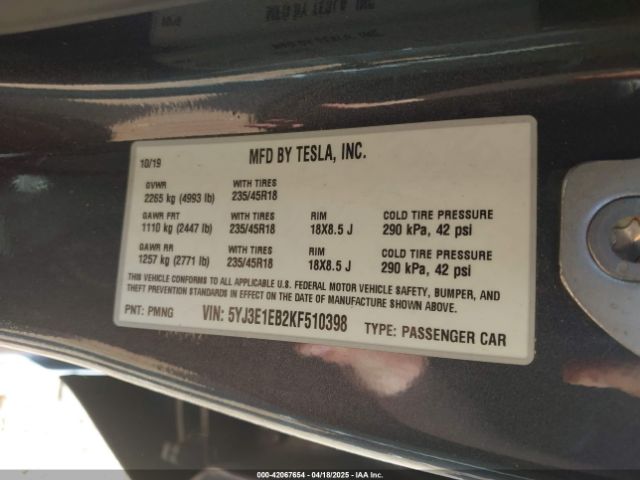 10/19 MFD BY TESLA, INC.
GVWR WITH TIRES
2265 kg (4993 lb) 235/45R18
GAWR FRT WITH TIRES RIM COLD TIRE PRESSURE
1110 kg (2447 lb) 235/45R18 18X8.5 J 290 kPa, 42 psi
GAWR RR WITH TIRES RIM COLD TIRE PRESSURE
1257 kg (2771 lb) 235/45R18 18X8.5 J 290 kPa, 42 psi
THIS VEHICLE CONFORMS TO ALL APPLICABLE U.S. FEDERAL MOTOR VEHICLE SAFETY, BUMPER, AND
THEFT PREVENTION STANDARDS IN EFFECT ON THE DATE OF MANUFACTURE SHOWN ABOVE.
PNT: PMNG VIN: 5YJ3E1EB2KF510398 TYPE: PASSENGER CAR
000-42067654 - 04/18/2025 - IAA Inc.